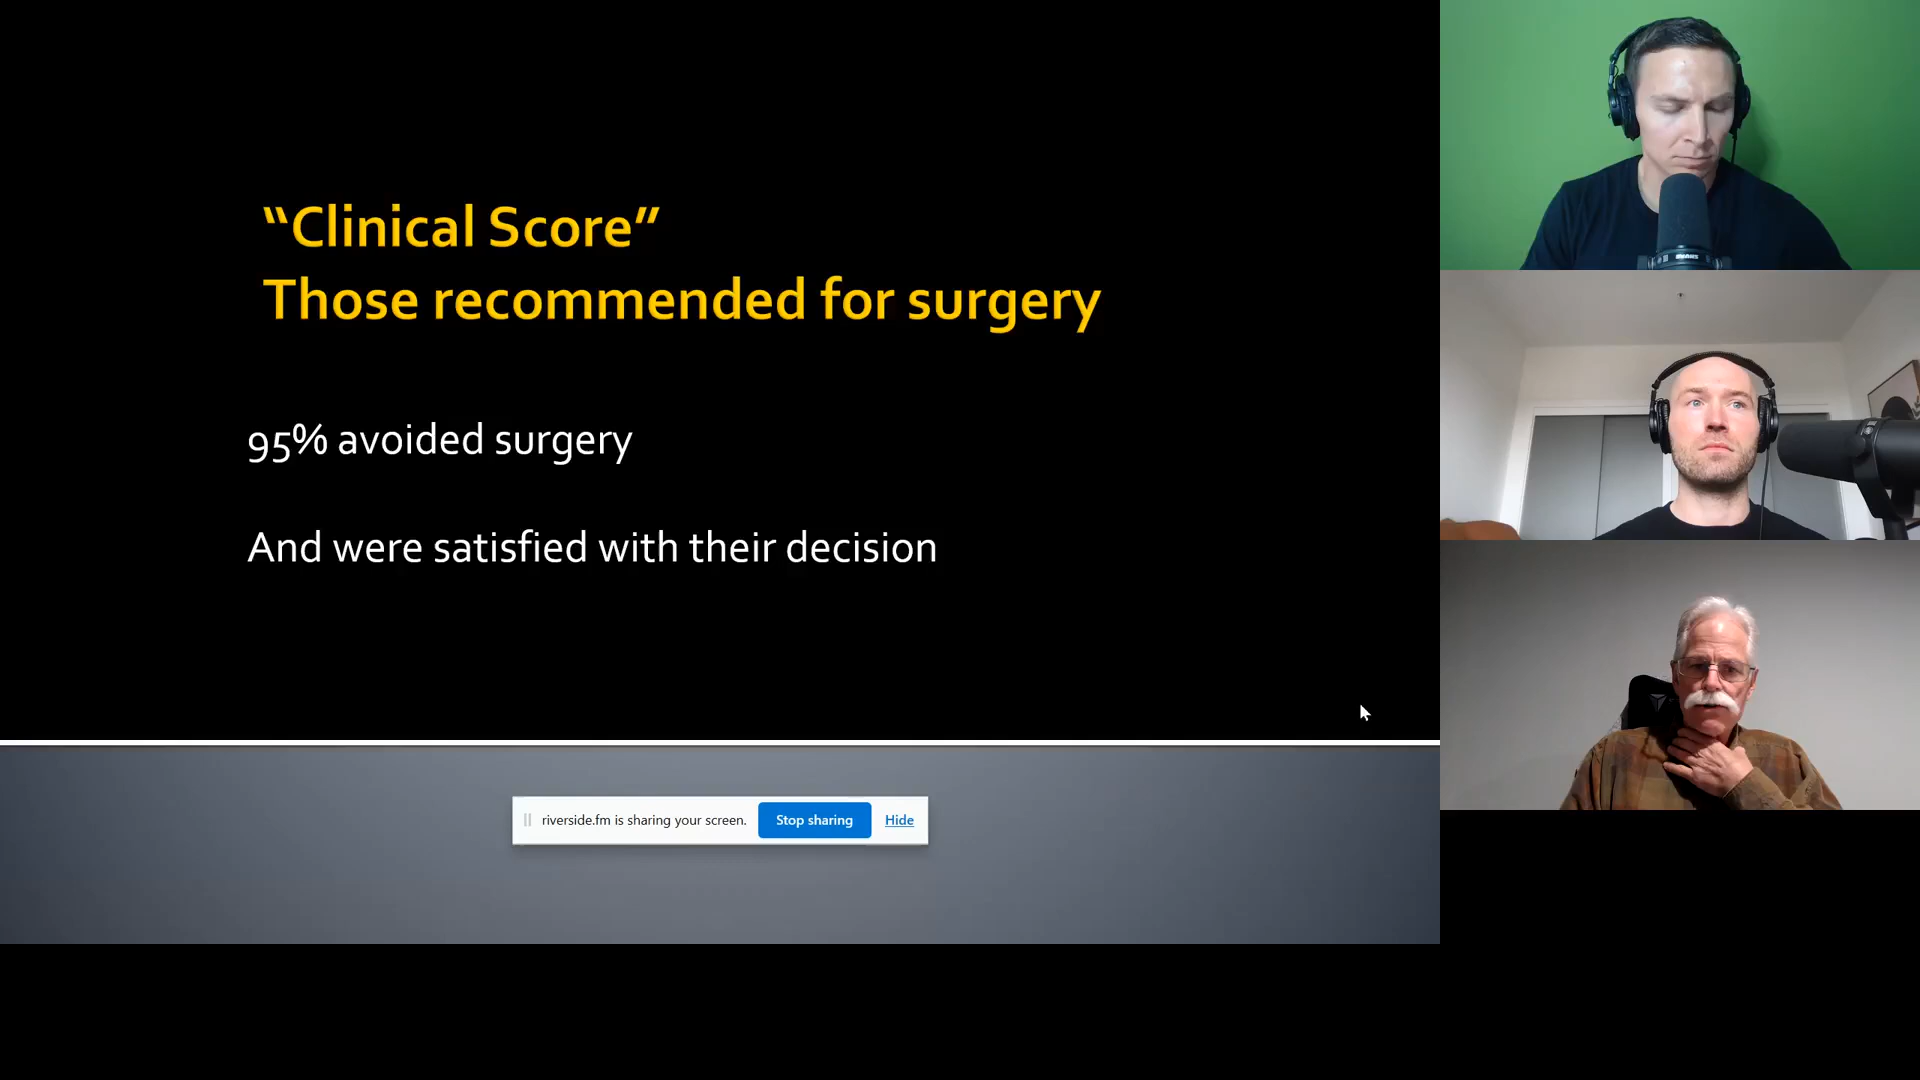 “Clinical Score”
Those recommended for surgery
95% avoided surgery
And were satisfied with their decision
riverside.fm is sharing your screen. Stop sharing Hide